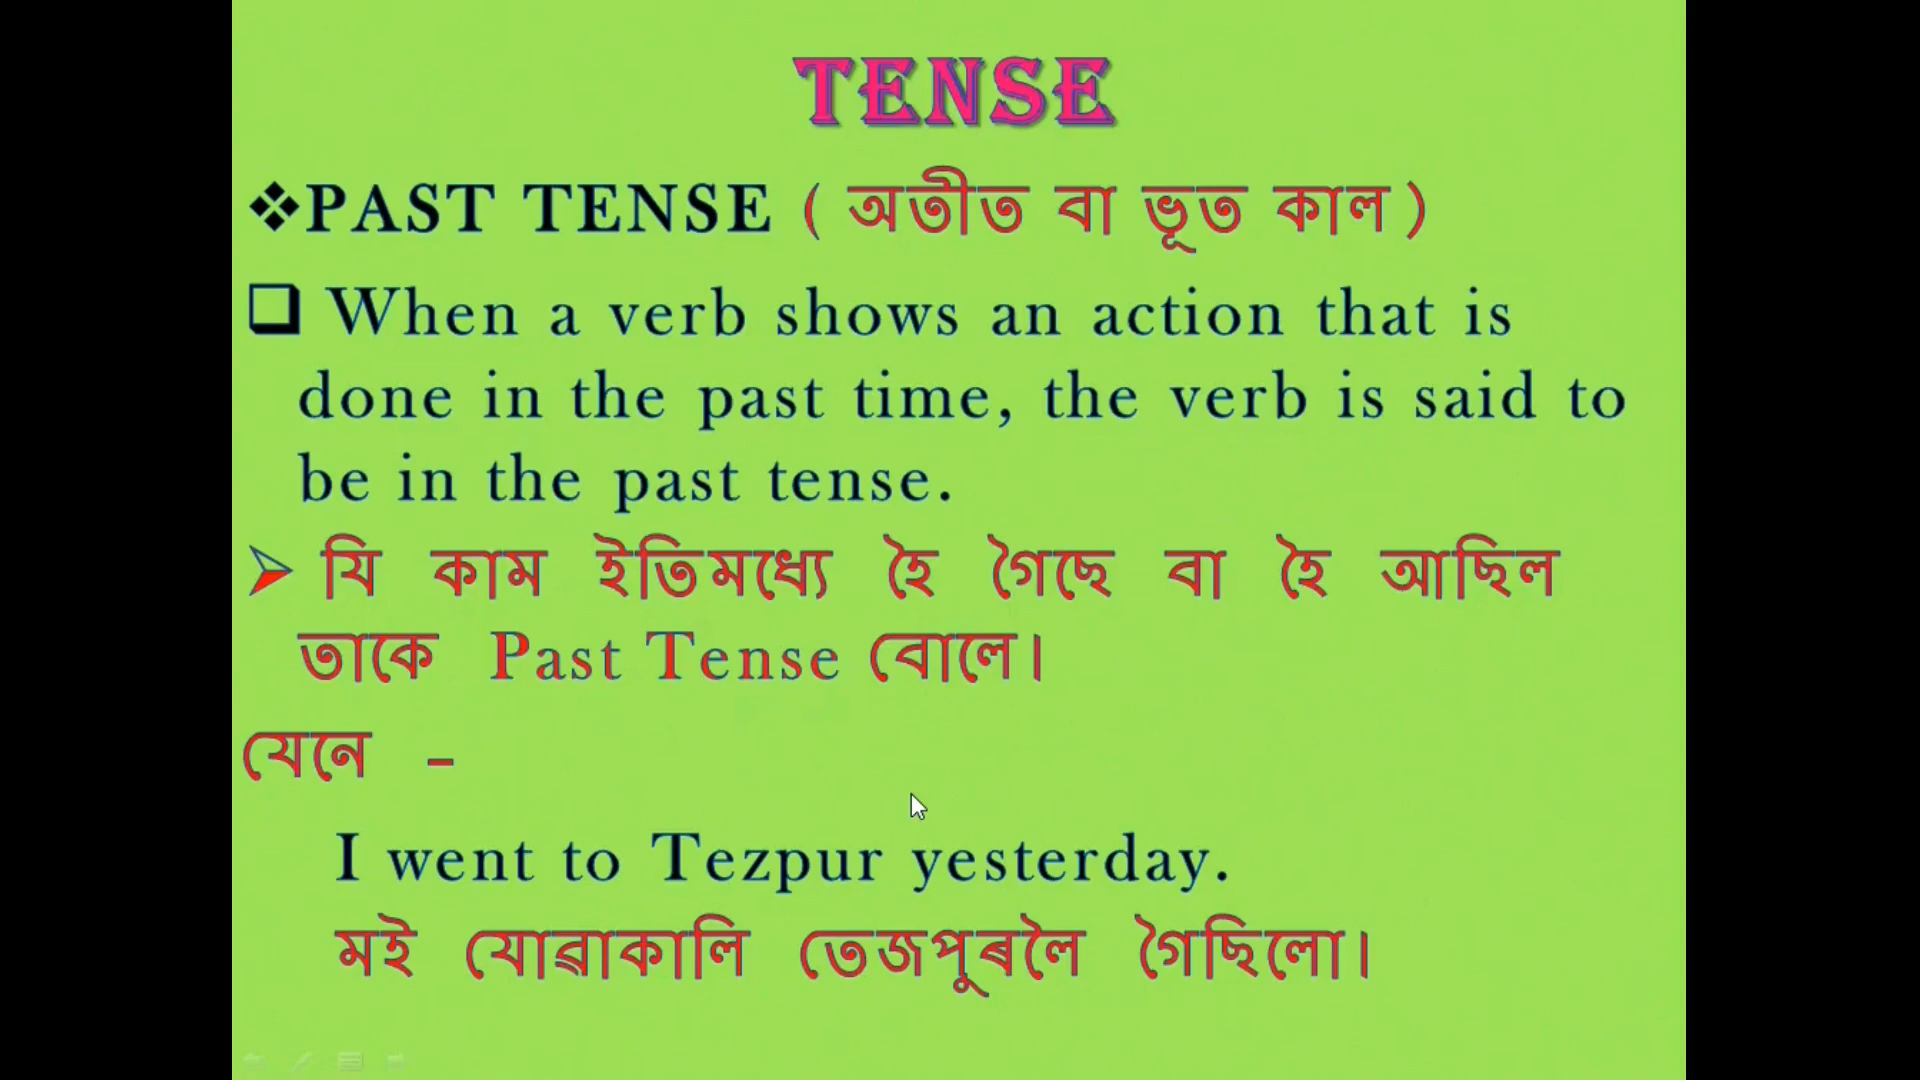 TENSE
❖PAST TENSE ( অতীত বা ভূত কাল )
❑ When a verb shows an action that is
done in the past time, the verb is said to
be in the past tense.
➢ যি কাম ইতিমধ্যে হৈ গৈছে বা হৈ আছিল
তাকে Past Tense বোলে।
যেনে –
I went to Tezpur yesterday.
মই যোৱাকালি তেজপুৰলৈ গৈছিলো।